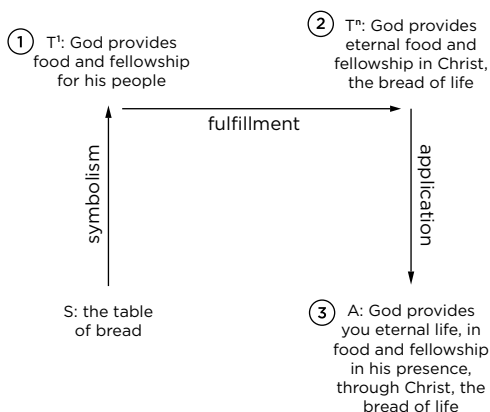 1 T¹: God provides
food and fellowship
for his people
2 Tⁿ: God provides
eternal food and
fellowship in Christ,
the bread of life
fulfillment
symbolism
application
S: the table
of bread
3 A: God provides
you eternal life, in
food and fellowship
in his presence,
through Christ, the
bread of life